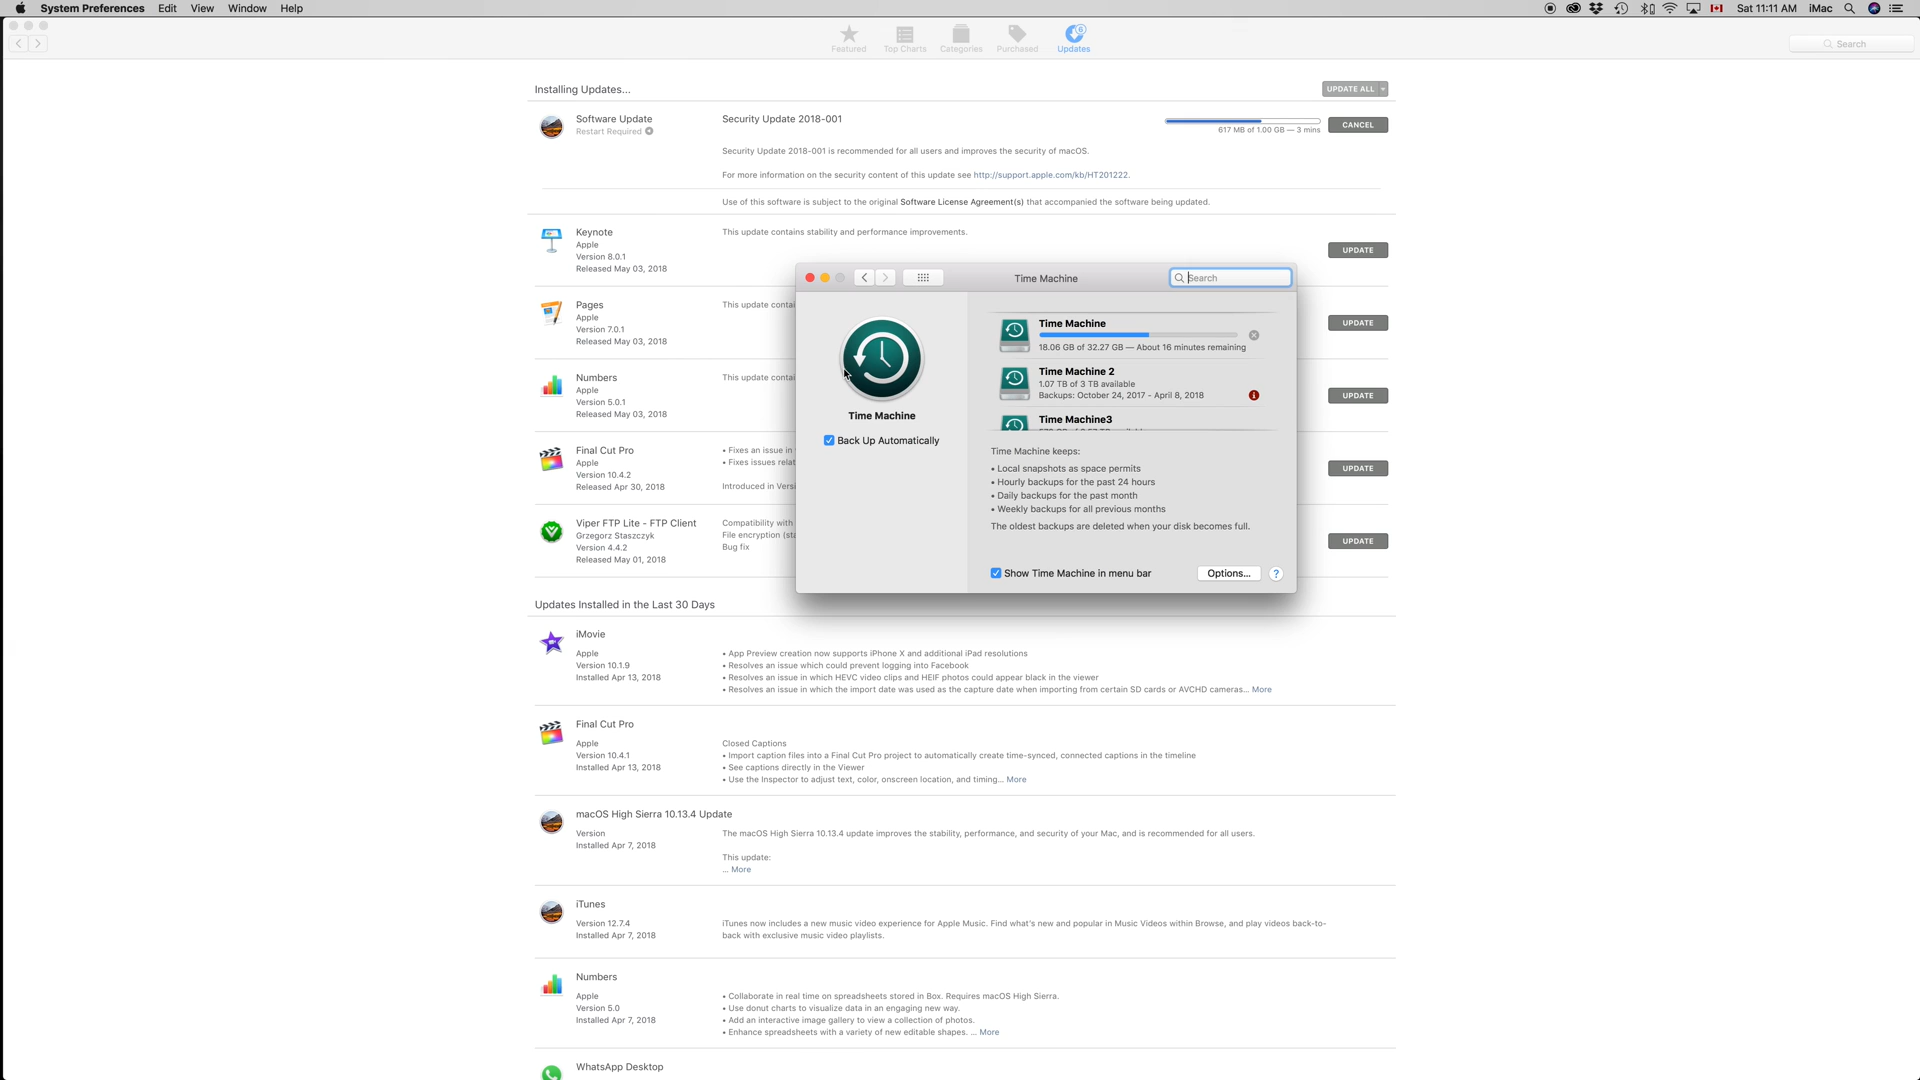 System Preferences Edit View Window Help
Sat 11:11 AM iMac
Featured Top Charts Categories Purchased Updates
6
Search
Installing Updates...
UPDATE ALL
Software Update
Restart Required
Security Update 2018-001
617 MB of 1.00 GB — 3 mins
CANCEL
Security Update 2018-001 is recommended for all users and improves the security of macOS.
For more information on the security content of this update see http://support.apple.com/kb/HT201222.
Use of this software is subject to the original Software License Agreement(s) that accompanied the software being updated.
Keynote
Apple
Version 8.0.1
Released May 03, 2018
This update contains stability and performance improvements.
UPDATE
Pages
Apple
Version 7.0.1
Released May 03, 2018
This update contai
UPDATE
Numbers
Apple
Version 5.0.1
Released May 03, 2018
This update contai
UPDATE
Final Cut Pro
Apple
Version 10.4.2
Released Apr 30, 2018
• Fixes an issue in
• Fixes issues relat
Introduced in Versi
UPDATE
Viper FTP Lite - FTP Client
Grzegorz Staszczyk
Version 4.4.2
Released May 01, 2018
Compatibility with
File encryption (sta
Bug fix
UPDATE
Time Machine
Search
Time Machine
Back Up Automatically
Time Machine
18.06 GB of 32.27 GB — About 16 minutes remaining
Time Machine 2
1.07 TB of 3 TB available
Backups: October 24, 2017 - April 8, 2018
Time Machine3
Time Machine keeps:
• Local snapshots as space permits
• Hourly backups for the past 24 hours
• Daily backups for the past month
• Weekly backups for all previous months
The oldest backups are deleted when your disk becomes full.
Show Time Machine in menu bar
Options...
?
Updates Installed in the Last 30 Days
iMovie
Apple
Version 10.1.9
Installed Apr 13, 2018
• App Preview creation now supports iPhone X and additional iPad resolutions
• Resolves an issue which could prevent logging into Facebook
• Resolves an issue in which HEVC video clips and HEIF photos could appear black in the viewer
• Resolves an issue in which the import date was used as the capture date when importing from certain SD cards or AVCHD cameras... More
Final Cut Pro
Apple
Version 10.4.1
Installed Apr 13, 2018
Closed Captions
• Import caption files into a Final Cut Pro project to automatically create time-synced, connected captions in the timeline
• See captions directly in the Viewer
• Use the Inspector to adjust text, color, onscreen location, and timing... More
macOS High Sierra 10.13.4 Update
Version
Installed Apr 7, 2018
The macOS High Sierra 10.13.4 update improves the stability, performance, and security of your Mac, and is recommended for all users.
This update:
... More
iTunes
Version 12.7.4
Installed Apr 7, 2018
iTunes now includes a new music video experience for Apple Music. Find what's new and popular in Music Videos within Browse, and play videos back-to-
back with exclusive music video playlists.
Numbers
Apple
Version 5.0
Installed Apr 7, 2018
• Collaborate in real time on spreadsheets stored in Box. Requires macOS High Sierra.
• Use donut charts to visualize data in an engaging new way.
• Add an interactive image gallery to view a collection of photos.
• Enhance spreadsheets with a variety of new editable shapes. ... More
WhatsApp Desktop